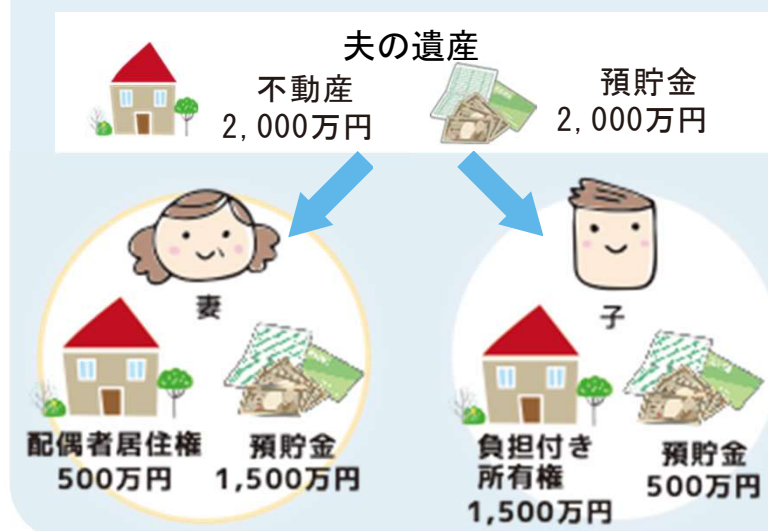 夫の遺産
不動産
2,000万円
預貯金
2,000万円
妻
配偶者居住権
500万円
預貯金
1,500万円
子
負担付き
所有権
1,500万円
預貯金
500万円